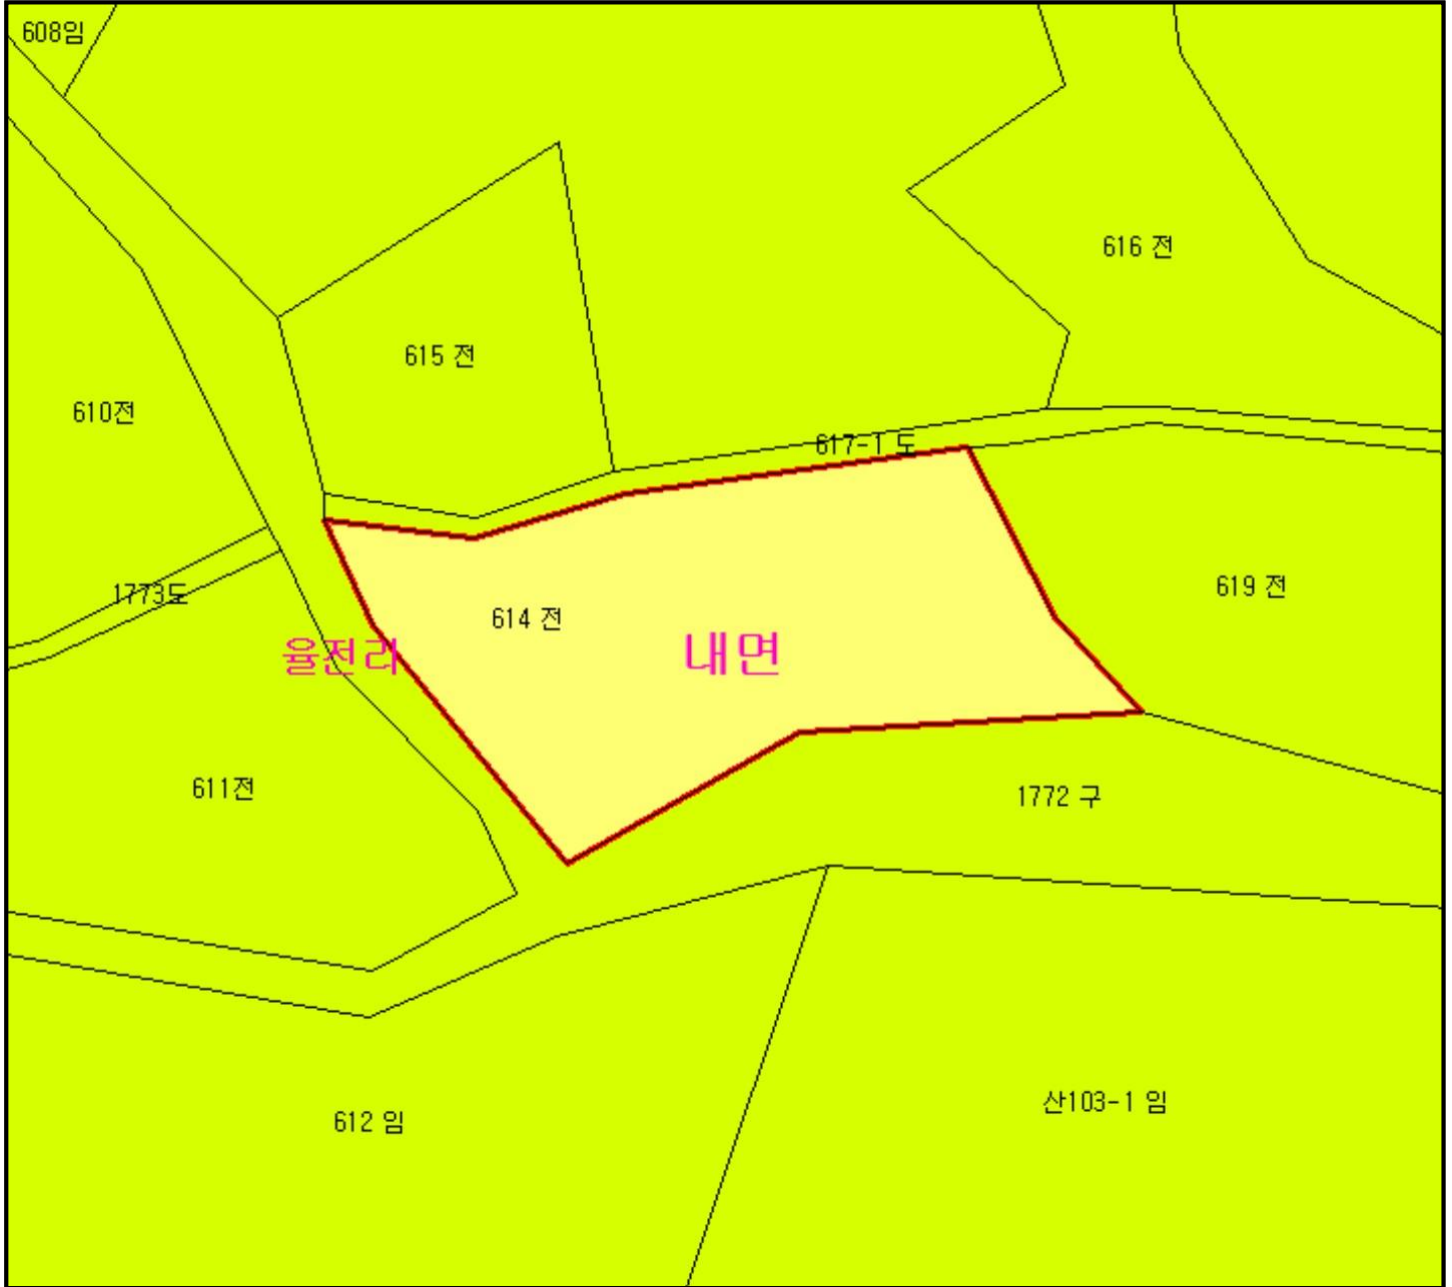 608임
616 전
615 전
610전
617-1 도
619 전
1773도
614 전
율전리
내면
611전
1772 구
산103-1 임
612 임